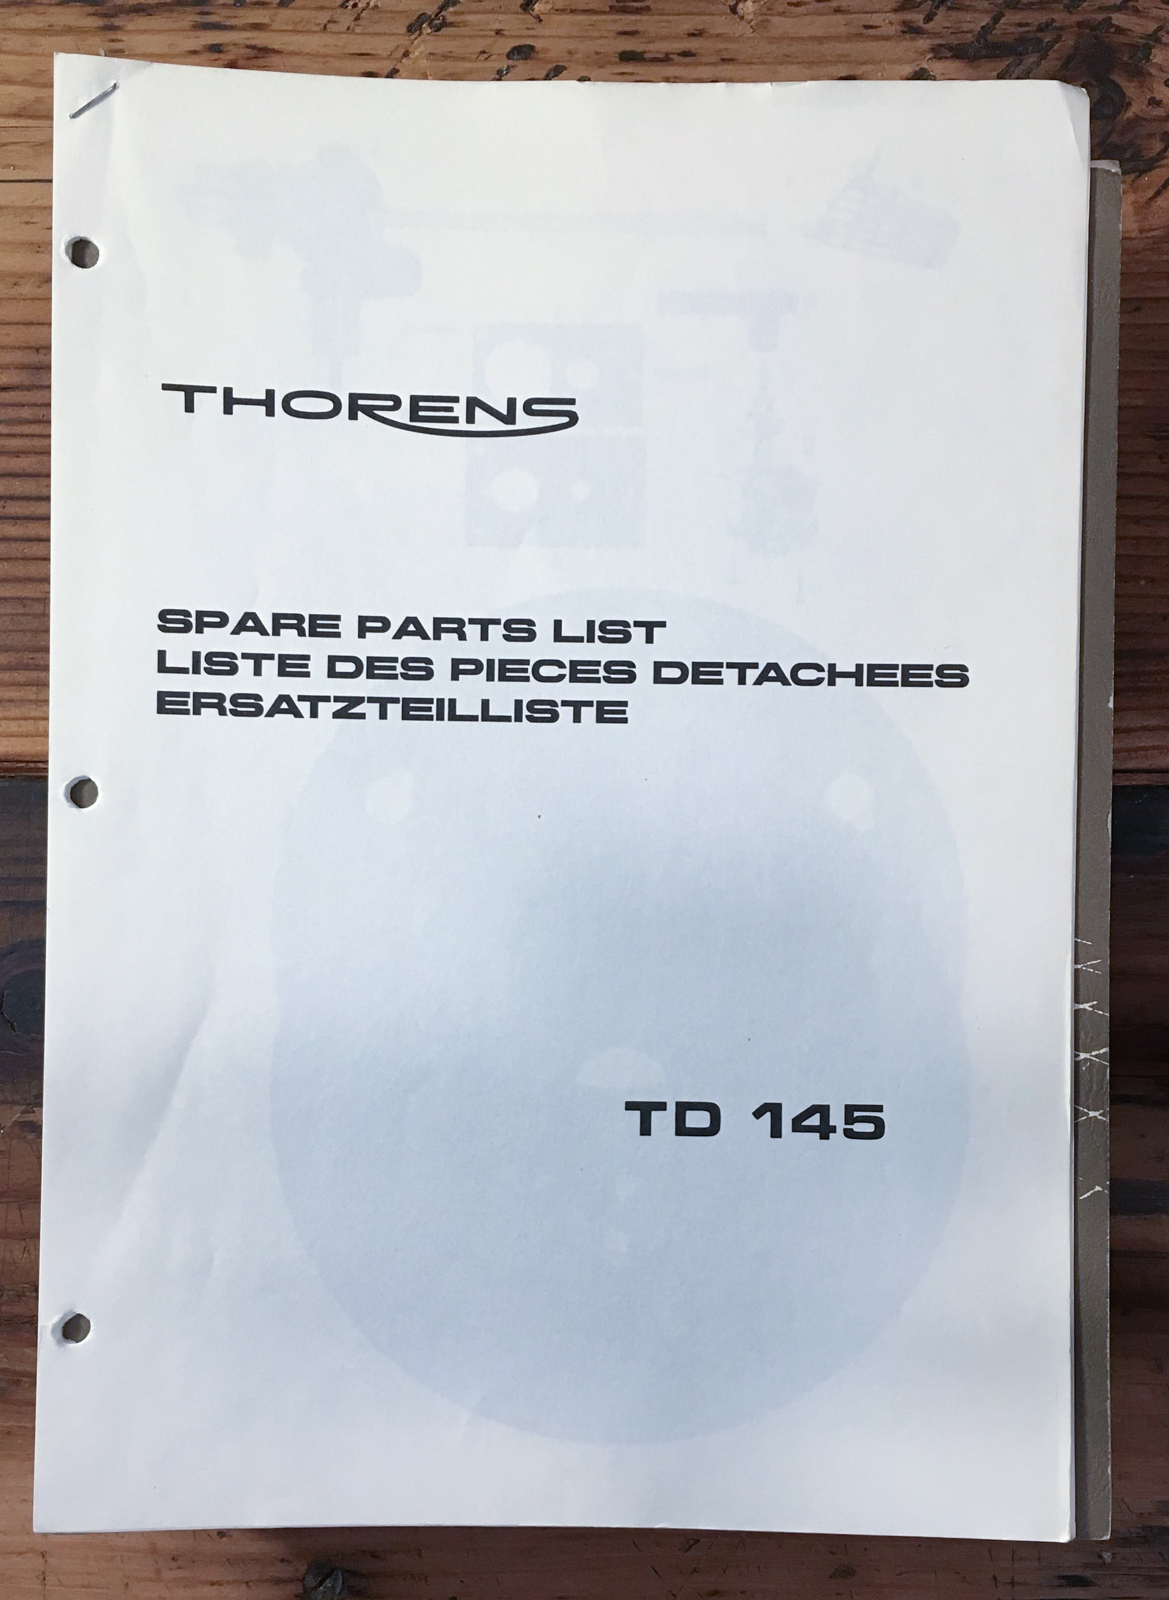 THORENS
SPARE PARTS LIST
LISTE DES PIECES DETACHEES
ERSATZTEILLISTE
TD 145